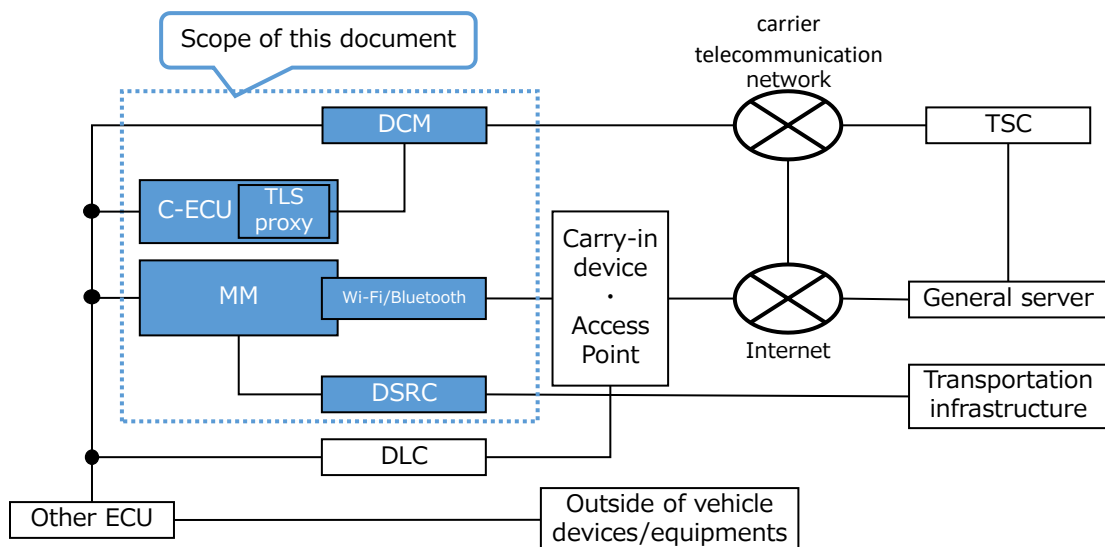 Scope of this document
carrier
telecommunication
network
DCM
TSC
C-ECU
TLS
proxy
Carry-in
device
・
Access
Point
MM
Wi-Fi/Bluetooth
General server
Internet
DSRC
Transportation
infrastructure
DLC
Other ECU
Outside of vehicle
devices/equipments